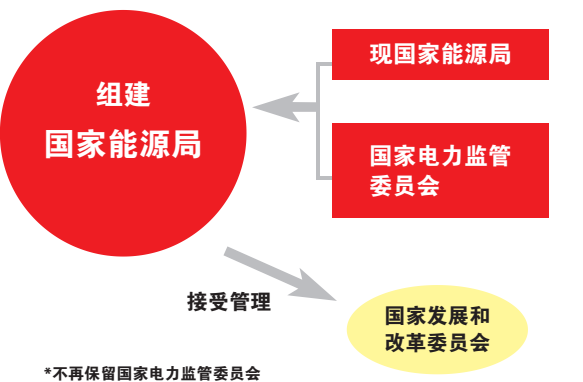 组建
国家能源局
现国家能源局
国家电力监管
委员会
接受管理
国家发展和
改革委员会
*不再保留国家电力监管委员会